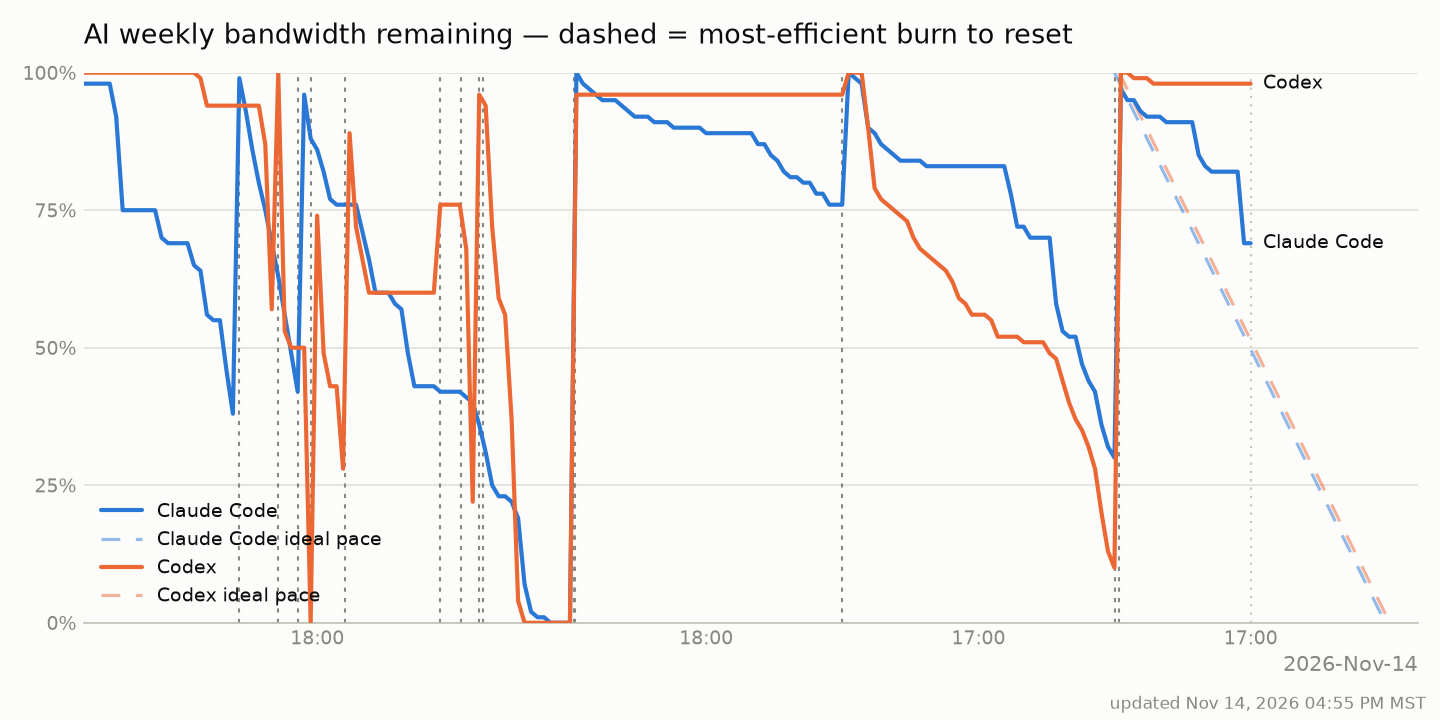 AI weekly bandwidth remaining — dashed = most-efficient burn to reset
100%
75%
50%
25%
0%
Codex
Claude Code
Claude Code
Claude Code ideal pace
Codex
Codex ideal pace
18:00
18:00
17:00
17:00
2026-Nov-14
updated Nov 14, 2026 04:55 PM MST